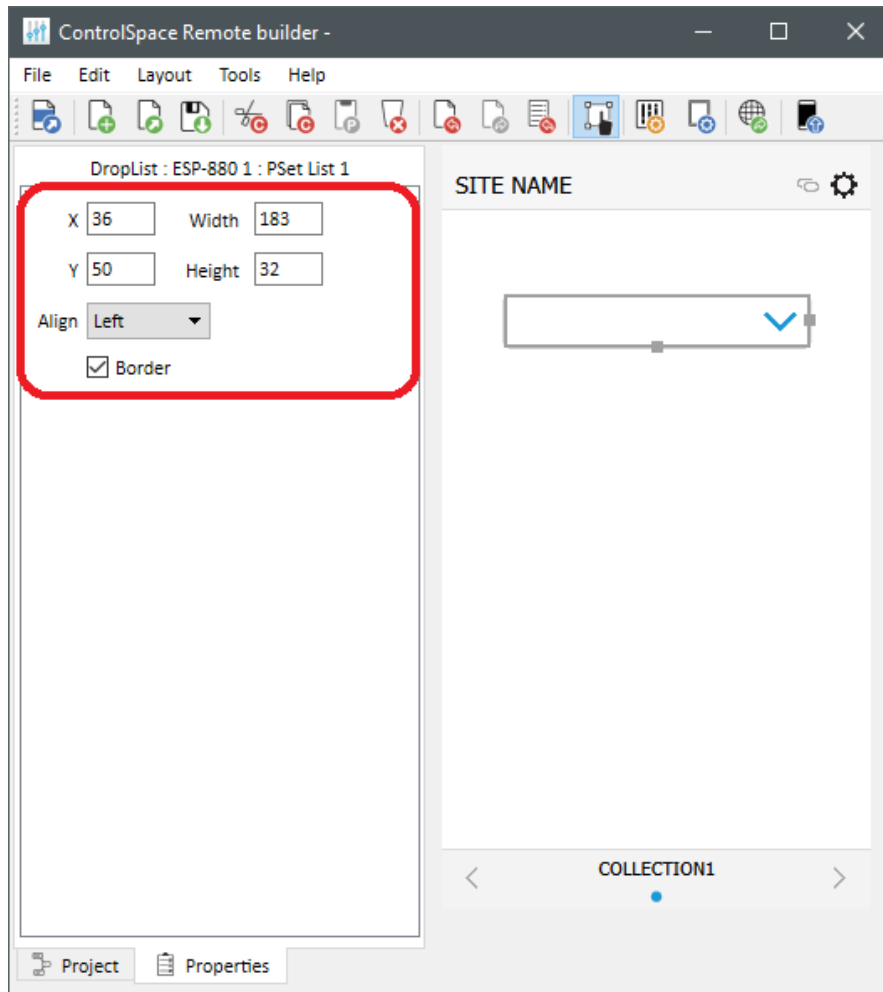 ControlSpace Remote builder -
File Edit Layout Tools Help
DropList : ESP-880 1 : PSet List 1
X 36 Width 183
Y 50 Height 32
Align Left
Border
SITE NAME
COLLECTION1
Project Properties